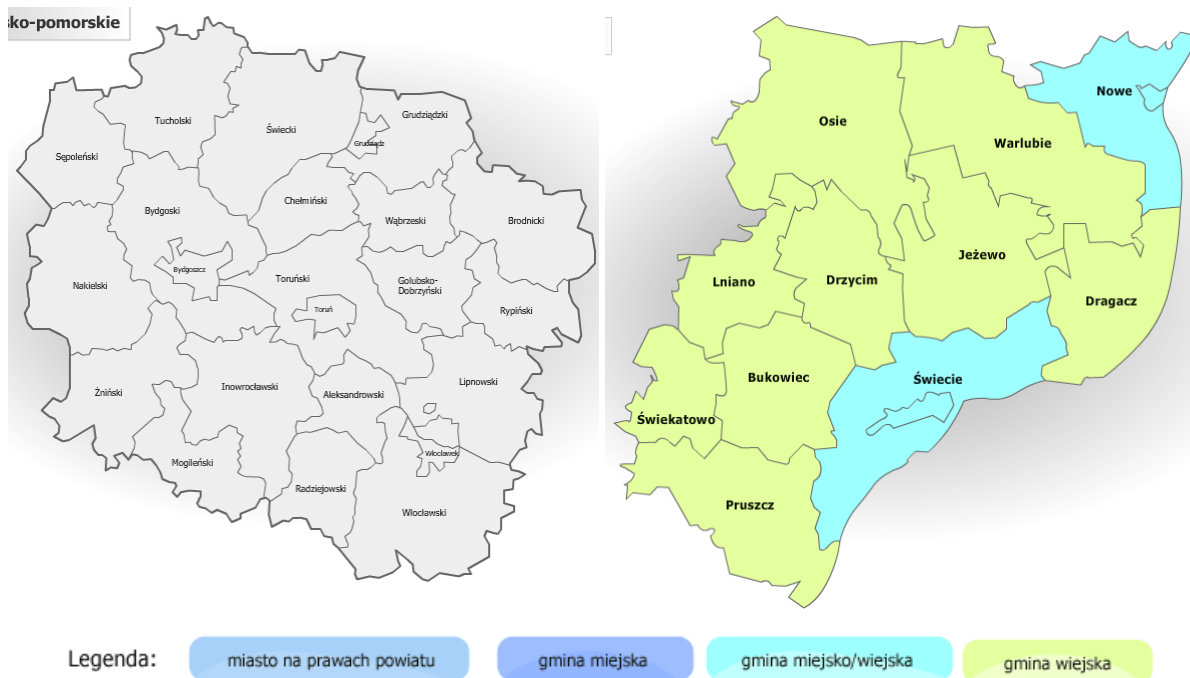 sko-pomorskie
Tucholski
Świecki
Grudziądzki
Grudziądz
Sępoleński
Chełmiński
Bydgoski
Wąbrzeski
Brodnicki
Bydgoszcz
Toruński
Golubsko-
Dobrzyński
Nakielski
Toruń
Rypiński
Żniński
Inowrocławski
Aleksandrowski
Lipnowski
Włocławek
Mogileński
Radziejowski
Włocławski
Nowe
Osie
Warlubie
Jeżewo
Lniano
Drzycim
Dragacz
Bukowiec
Świecie
Świekatowo
Pruszcz
Legenda:
miasto na prawach powiatu
gmina miejska
gmina miejsko/wiejska
gmina wiejska